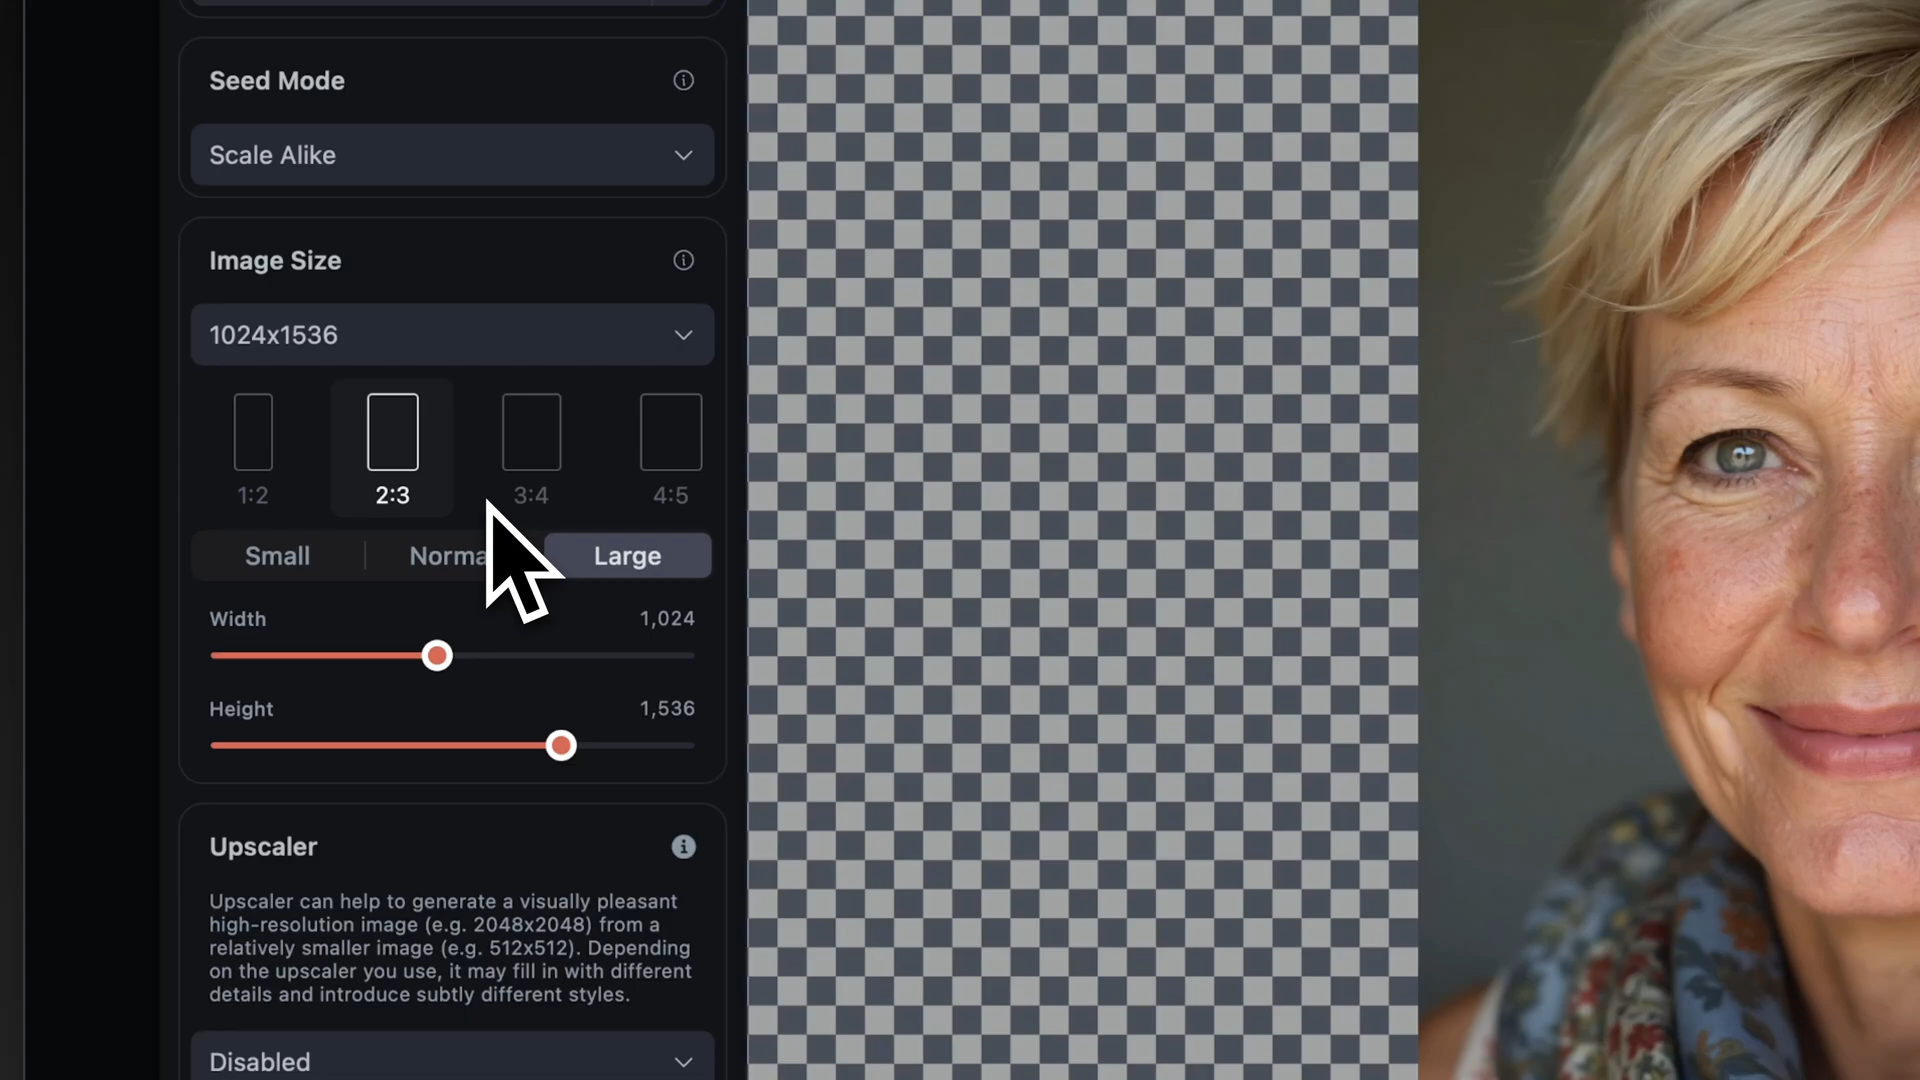 Seed Mode
Scale Alike
Image Size
1024x1536
1:2 2:3 3:4 4:5
Small Norma Large
Width 1,024
Height 1,536
Upscaler
Upscaler can help to generate a visually pleasant
high-resolution image (e.g. 2048x2048) from a
relatively smaller image (e.g. 512x512). Depending
on the upscaler you use, it may fill in with different
details and introduce subtly different styles.
Disabled